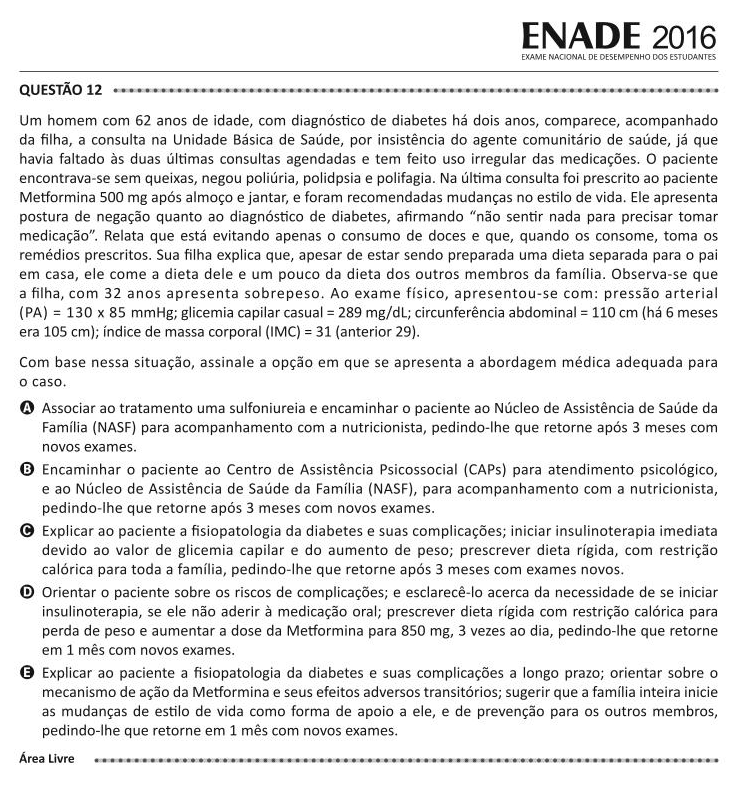 ENADE 2016
EXAME NACIONAL DE DESEMPENHO DOS ESTUDANTES
QUESTÃO 12
Um homem com 62 anos de idade, com diagnóstico de diabetes há dois anos, comparece, acompanhado
da filha, a consulta na Unidade Básica de Saúde, por insistência do agente comunitário de saúde, já que
havia faltado às duas últimas consultas agendadas e tem feito uso irregular das medicações. O paciente
encontrava-se sem queixas, negou poliúria, polidpsia e polifagia. Na última consulta foi prescrito ao paciente
Metformina 500 mg após almoço e jantar, e foram recomendadas mudanças no estilo de vida. Ele apresenta
postura de negação quanto ao diagnóstico de diabetes, afirmando “não sentir nada para precisar tomar
medicação”. Relata que está evitando apenas o consumo de doces e que, quando os consome, toma os
remédios prescritos. Sua filha explica que, apesar de estar sendo preparada uma dieta separada para o pai
em casa, ele come a dieta dele e um pouco da dieta dos outros membros da família. Observa-se que
a filha, com 32 anos apresenta sobrepeso. Ao exame físico, apresentou-se com: pressão arterial
(PA) = 130 x 85 mmHg; glicemia capilar casual = 289 mg/dL; circunferência abdominal = 110 cm (há 6 meses
era 105 cm); índice de massa corporal (IMC) = 31 (anterior 29).
Com base nessa situação, assinale a opção em que se apresenta a abordagem médica adequada para
o caso.
A Associar ao tratamento uma sulfoniureia e encaminhar o paciente ao Núcleo de Assistência de Saúde da
Família (NASF) para acompanhamento com a nutricionista, pedindo-lhe que retorne após 3 meses com
novos exames.
B Encaminhar o paciente ao Centro de Assistência Psicossocial (CAPs) para atendimento psicológico,
e ao Núcleo de Assistência de Saúde da Família (NASF), para acompanhamento com a nutricionista,
pedindo-lhe que retorne após 3 meses com novos exames.
C Explicar ao paciente a fisiopatologia da diabetes e suas complicações; iniciar insulinoterapia imediata
devido ao valor de glicemia capilar e do aumento de peso; prescrever dieta rígida, com restrição
calórica para toda a família, pedindo-lhe que retorne após 3 meses com exames novos.
D Orientar o paciente sobre os riscos de complicações; e esclarecê-lo acerca da necessidade de se iniciar
insulinoterapia, se ele não aderir à medicação oral; prescrever dieta rígida com restrição calórica para
perda de peso e aumentar a dose da Metformina para 850 mg, 3 vezes ao dia, pedindo-lhe que retorne
em 1 mês com novos exames.
E Explicar ao paciente a fisiopatologia da diabetes e suas complicações a longo prazo; orientar sobre o
mecanismo de ação da Metformina e seus efeitos adversos transitórios; sugerir que a família inteira inicie
as mudanças de estilo de vida como forma de apoio a ele, e de prevenção para os outros membros,
pedindo-lhe que retorne em 1 mês com novos exames.
Área Livre